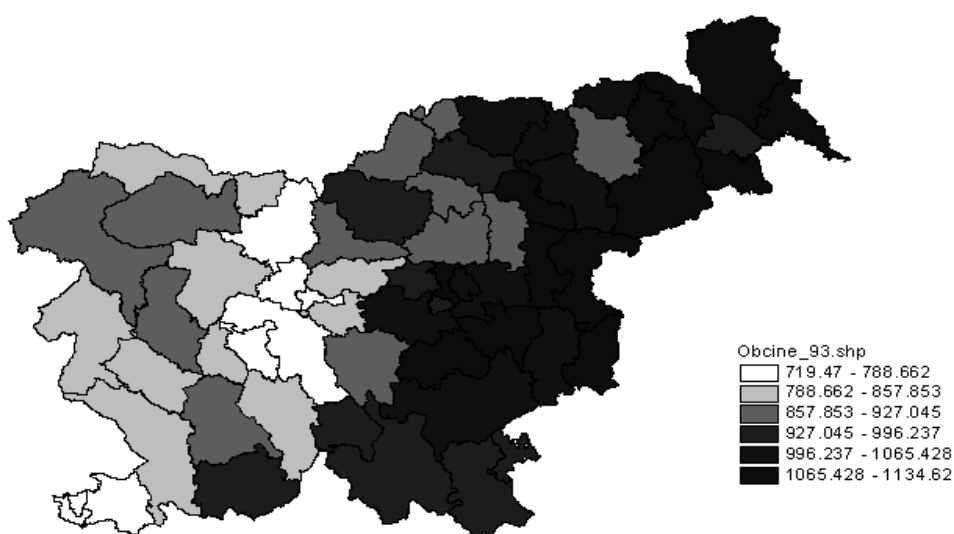 Obcine_93.shp
719.47 - 788.662
788.662 - 857.853
857.853 - 927.045
927.045 - 996.237
996.237 - 1065.428
1065.428 - 1134.62